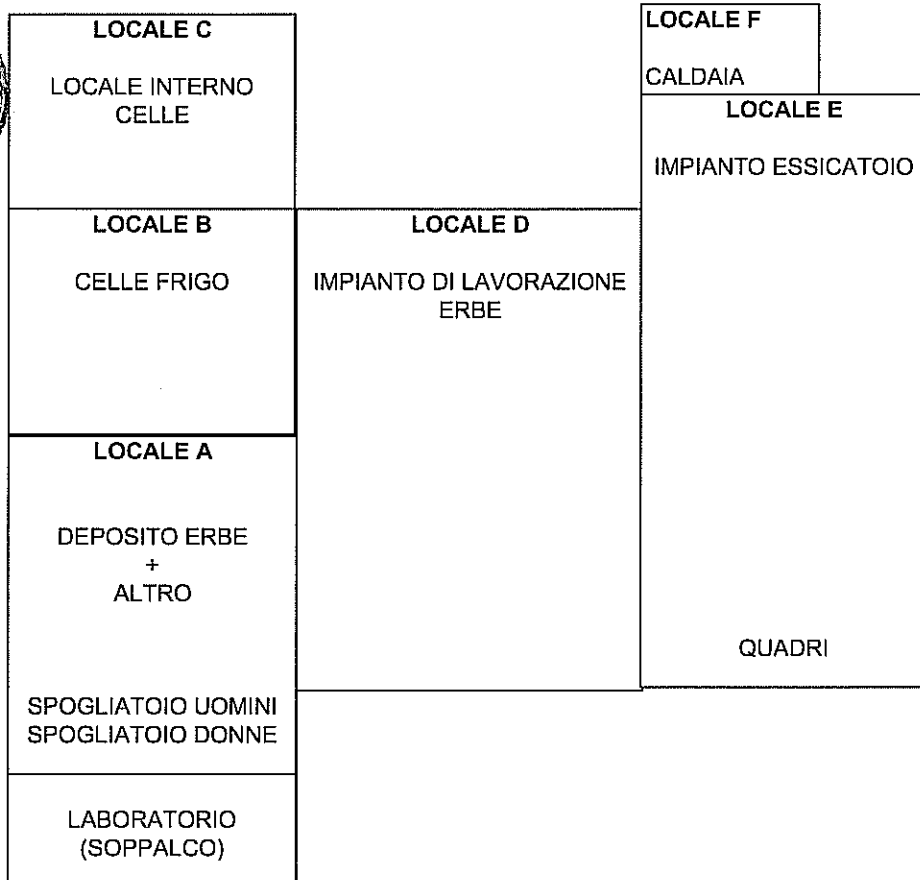 LOCALE C
LOCALE INTERNO
CELLE
LOCALE B
CELLE FRIGO
LOCALE A
DEPOSITO ERBE
+
ALTRO
SPOGLIATOIO UOMINI
SPOGLIATOIO DONNE
LABORATORIO
(SOPPALCO)
LOCALE D
IMPIANTO DI LAVORAZIONE
ERBE
LOCALE F
CALDAIA
LOCALE E
IMPIANTO ESSICATOIO
QUADRI